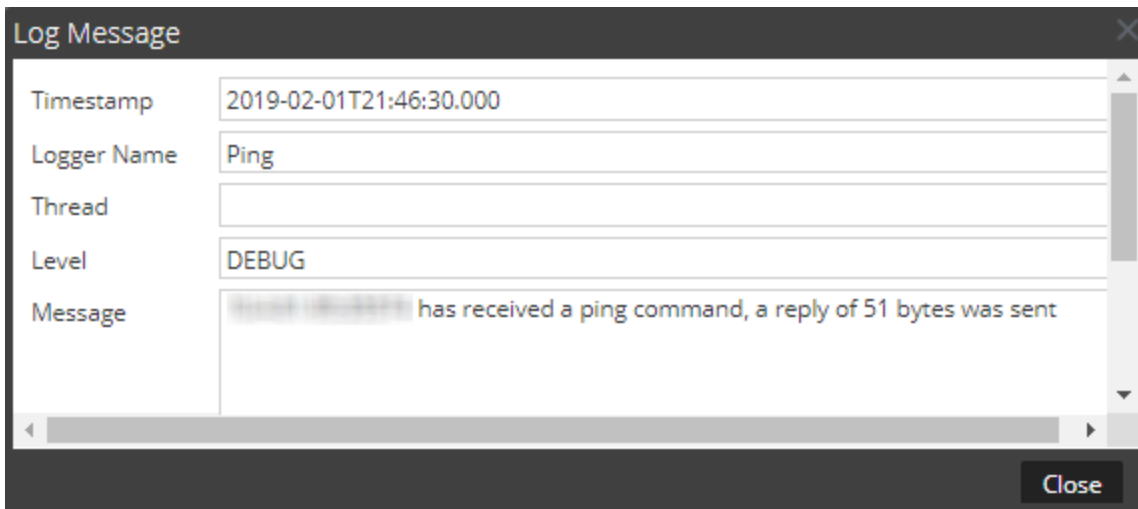 Log Message
Timestamp 2019-02-01T21:46:30.000
Logger Name Ping
Thread
Level DEBUG
Message has received a ping command, a reply of 51 bytes was sent
Close